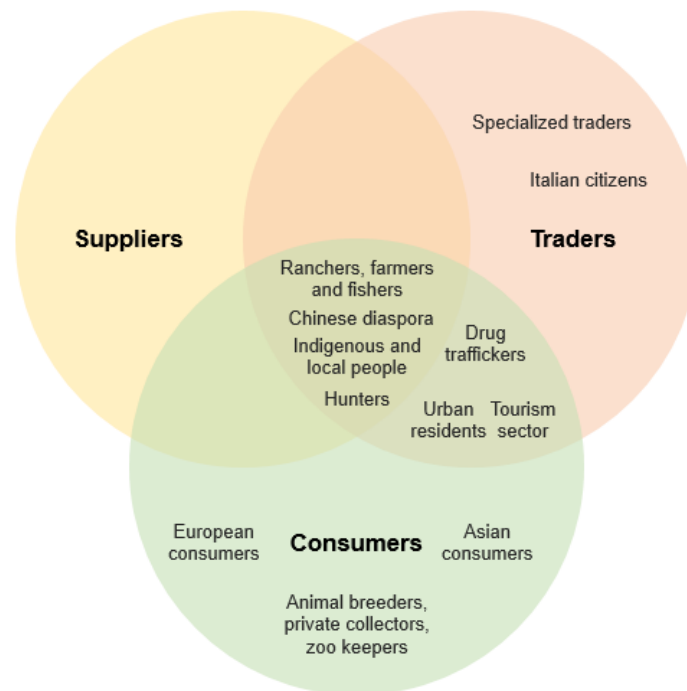 Specialized traders
Italian citizens
Suppliers
Traders
Ranchers, farmers
and fishers
Chinese diaspora
Indigenous and
local people
Hunters
Drug
traffickers
Urban
residents
Tourism
sector
European
consumers
Consumers
Asian
consumers
Animal breeders,
private collectors,
zoo keepers